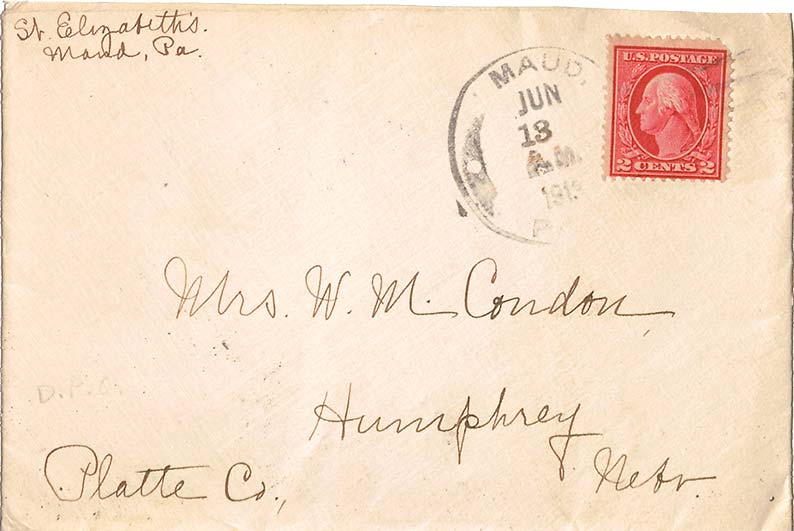 St. Elizabeth's.
Maud, Pa.
MAUD,
JUN
13
A.M.
U.S. POSTAGE
2 CENTS 2
Mrs. W. M. Condon,
D.P.C.
Humphrey
Platte Co., Nebr.